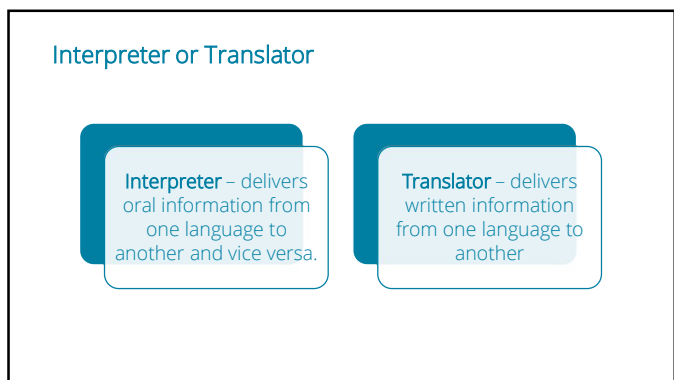 Interpreter or Translator
Interpreter – delivers
oral information from
one language to
another and vice versa.
Translator – delivers
written information
from one language to
another